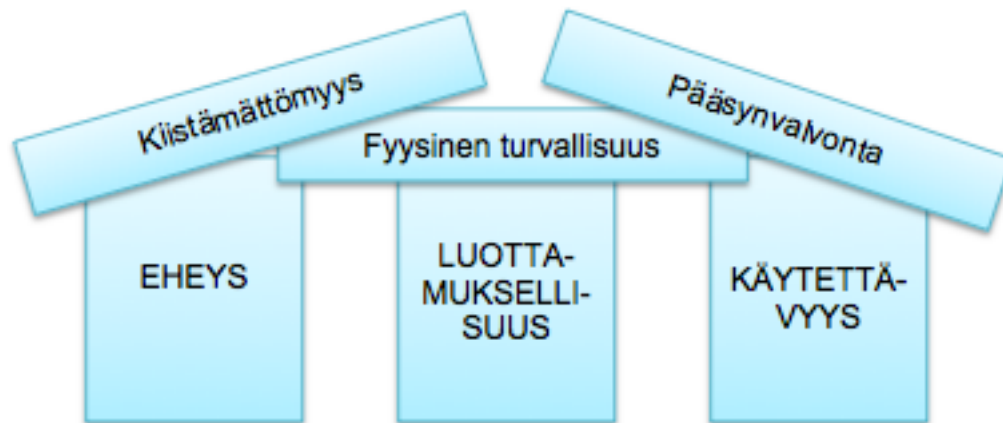 Kiistämättömyys
Pääsynvalvonta
Fyysinen turvallisuus
EHEYS
LUOTTA-
MUKSELLI-
SUUS
KÄYTETTÄ-
VYYS